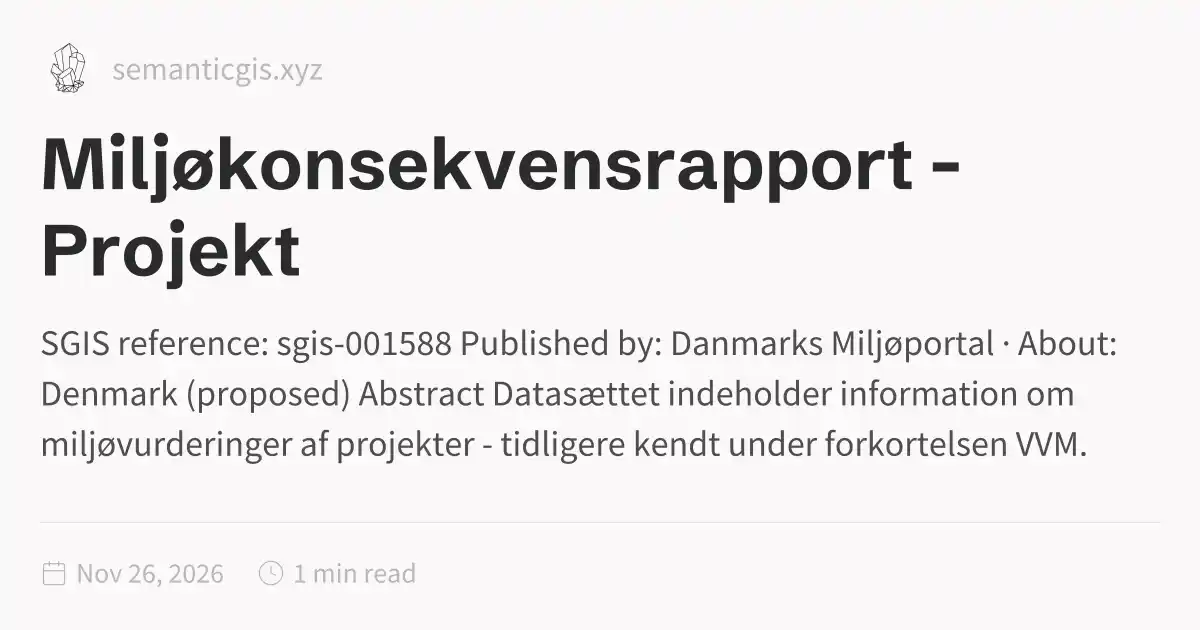 semanticgis.xyz
Miljøkonsekvensrapport -
Projekt
SGIS reference: sgis-001588 Published by: Danmarks Miljøportal · About:
Denmark (proposed) Abstract Datasættet indeholder information om
miljøvurderinger af projekter - tidligere kendt under forkortelsen VVM.
Nov 26, 2026 1 min read